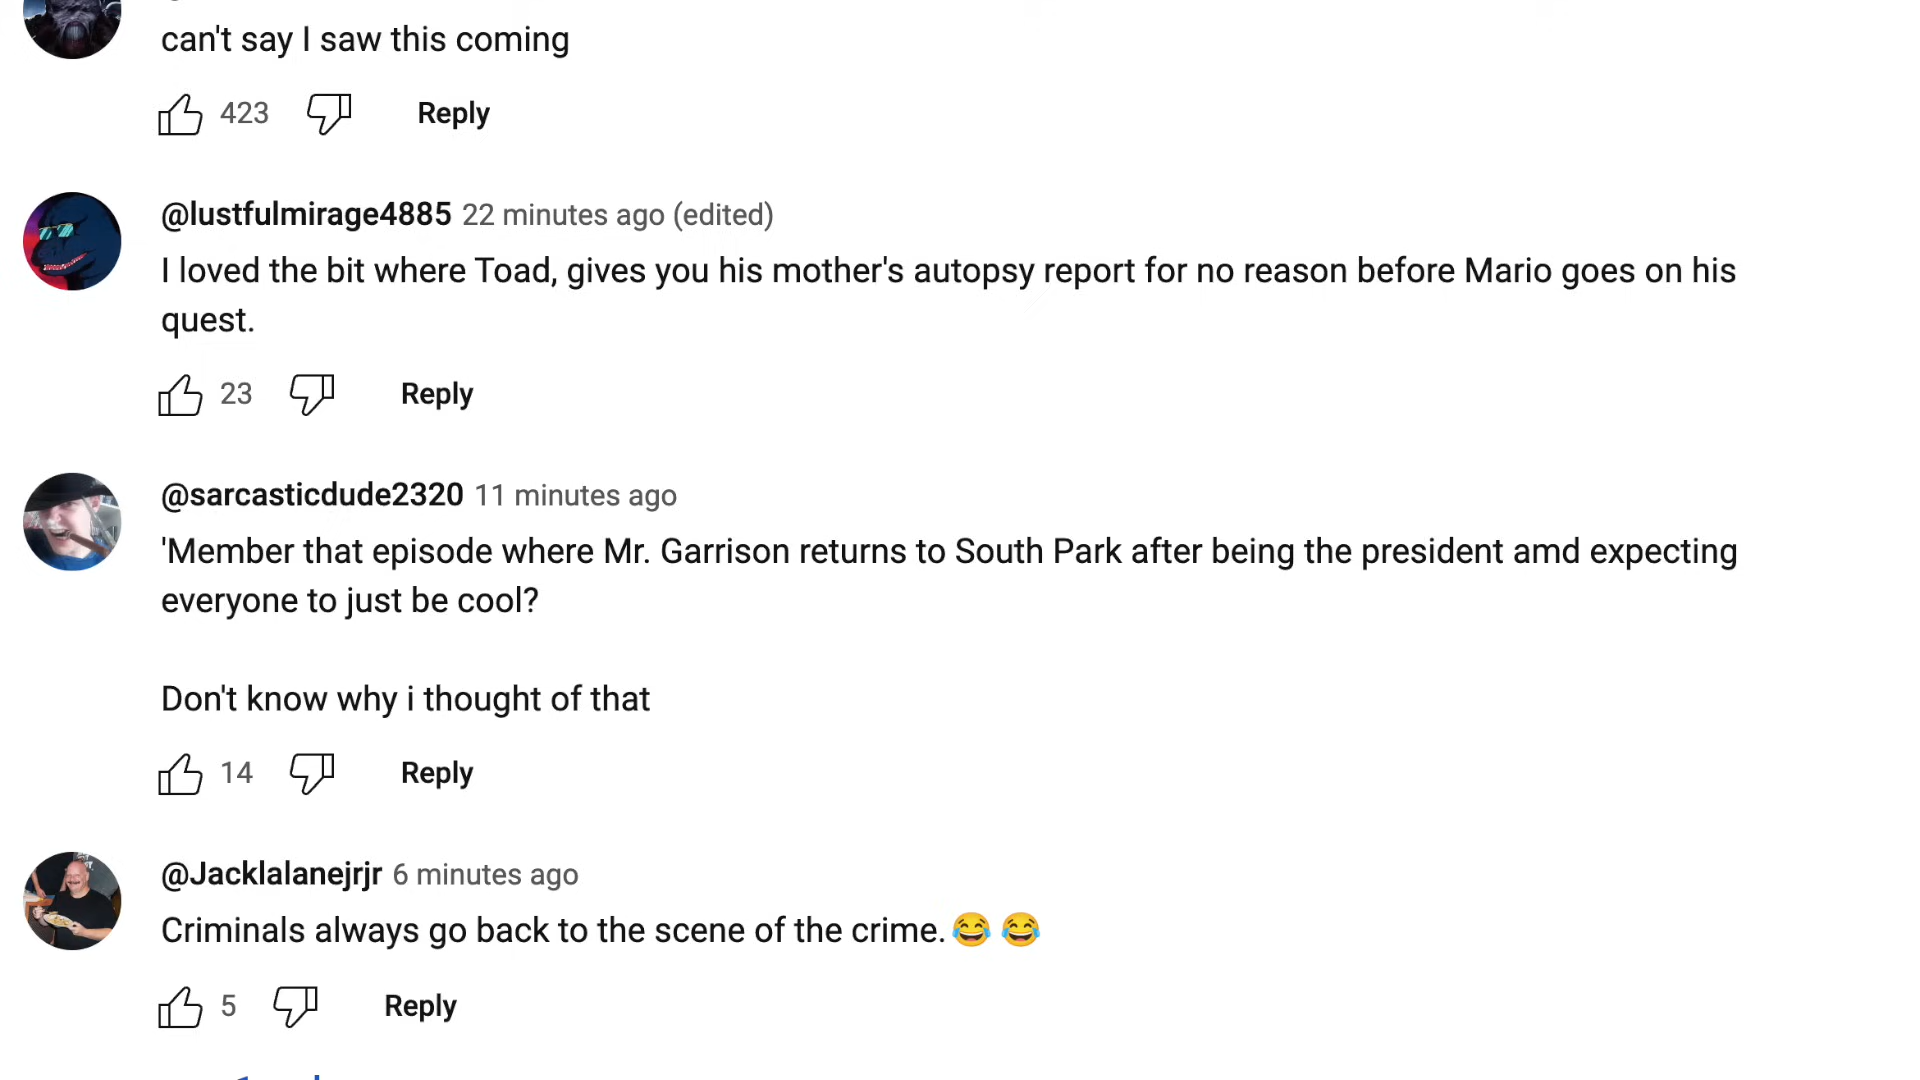 can't say I saw this coming
423 Reply
@lustfulmirage4885 22 minutes ago (edited)
I loved the bit where Toad, gives you his mother's autopsy report for no reason before Mario goes on his
quest.
23 Reply
@sarcasticdude2320 11 minutes ago
'Member that episode where Mr. Garrison returns to South Park after being the president amd expecting
everyone to just be cool?
Don't know why i thought of that
14 Reply
@Jacklalanejrjr 6 minutes ago
Criminals always go back to the scene of the crime.😂 😂
5 Reply